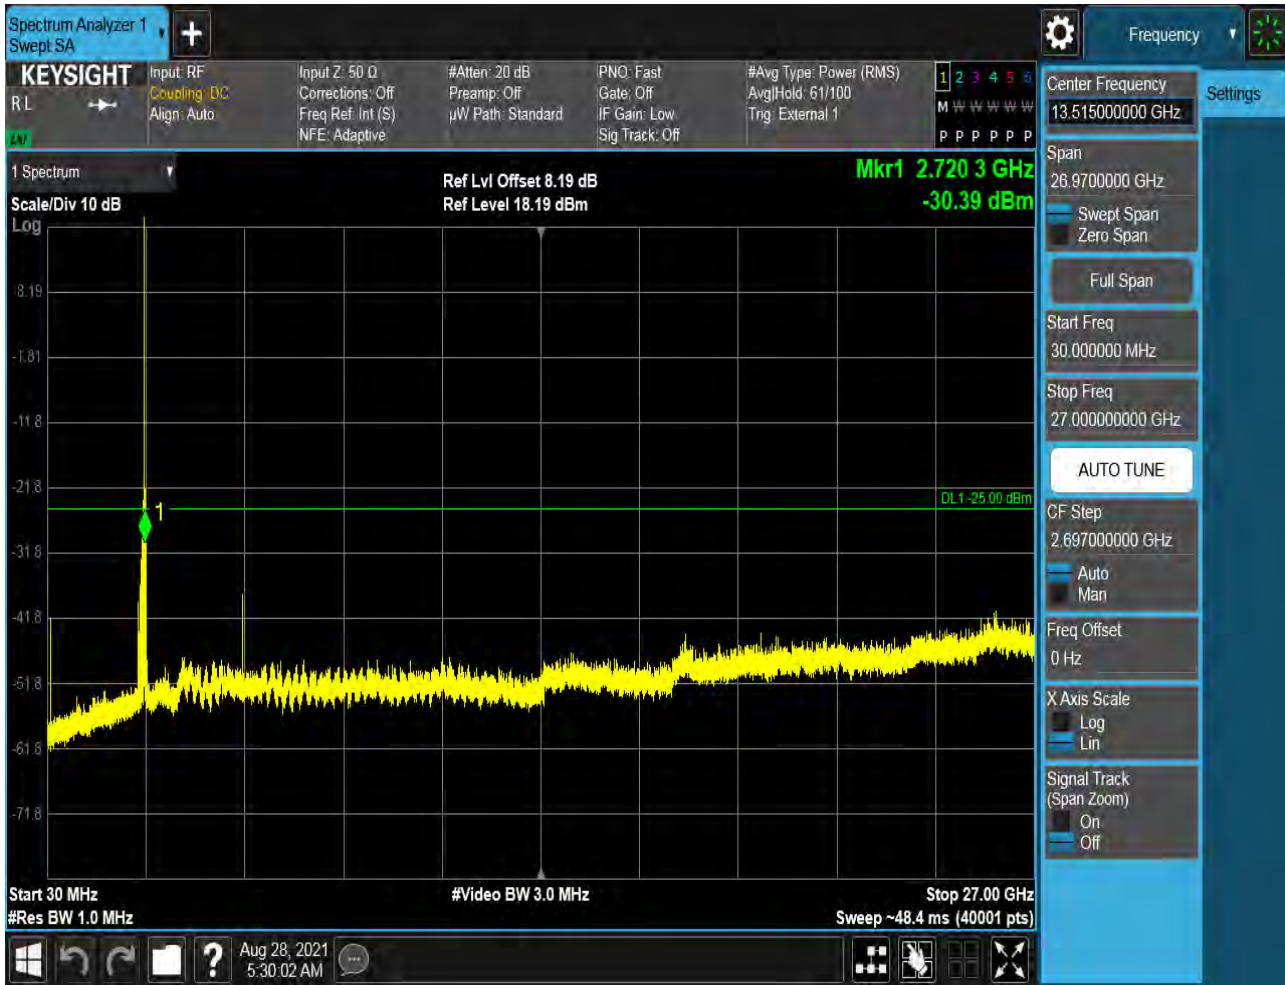 Spectrum Analyzer 1
Swept SA
Frequency
KEYSIGHT
R L
LNI
Input: RF
Coupling: DC
Align: Auto
Input Z: 50 Ω
Corrections: Off
Freq Ref: Int (S)
NFE: Adaptive
#Atten: 20 dB
Preamp: Off
µW Path: Standard
PNO: Fast
Gate: Off
IF Gain: Low
Sig Track: Off
#Avg Type: Power (RMS)
Avg|Hold: 61/100
Trig: External 1
1 2 3 4 5 6
M W W W W W
P P P P P P
1 Spectrum
Scale/Div 10 dB
Log
Ref Lvl Offset 8.19 dB
Ref Level 18.19 dBm
Mkr1 2.720 3 GHz
-30.39 dBm
8.19
-1.81
-11.8
-21.8
-31.8
-41.8
-51.8
-61.8
-71.8
1
DL1 -25.00 dBm
Start 30 MHz
#Res BW 1.0 MHz
#Video BW 3.0 MHz
Stop 27.00 GHz
Sweep ~48.4 ms (40001 pts)
Center Frequency
13.515000000 GHz
Settings
Span
26.9700000 GHz
Swept Span
Zero Span
Full Span
Start Freq
30.000000 MHz
Stop Freq
27.000000000 GHz
AUTO TUNE
CF Step
2.697000000 GHz
Auto
Man
Freq Offset
0 Hz
X Axis Scale
Log
Lin
Signal Track
(Span Zoom)
On
Off
?
Aug 28, 2021
5:30:02 AM